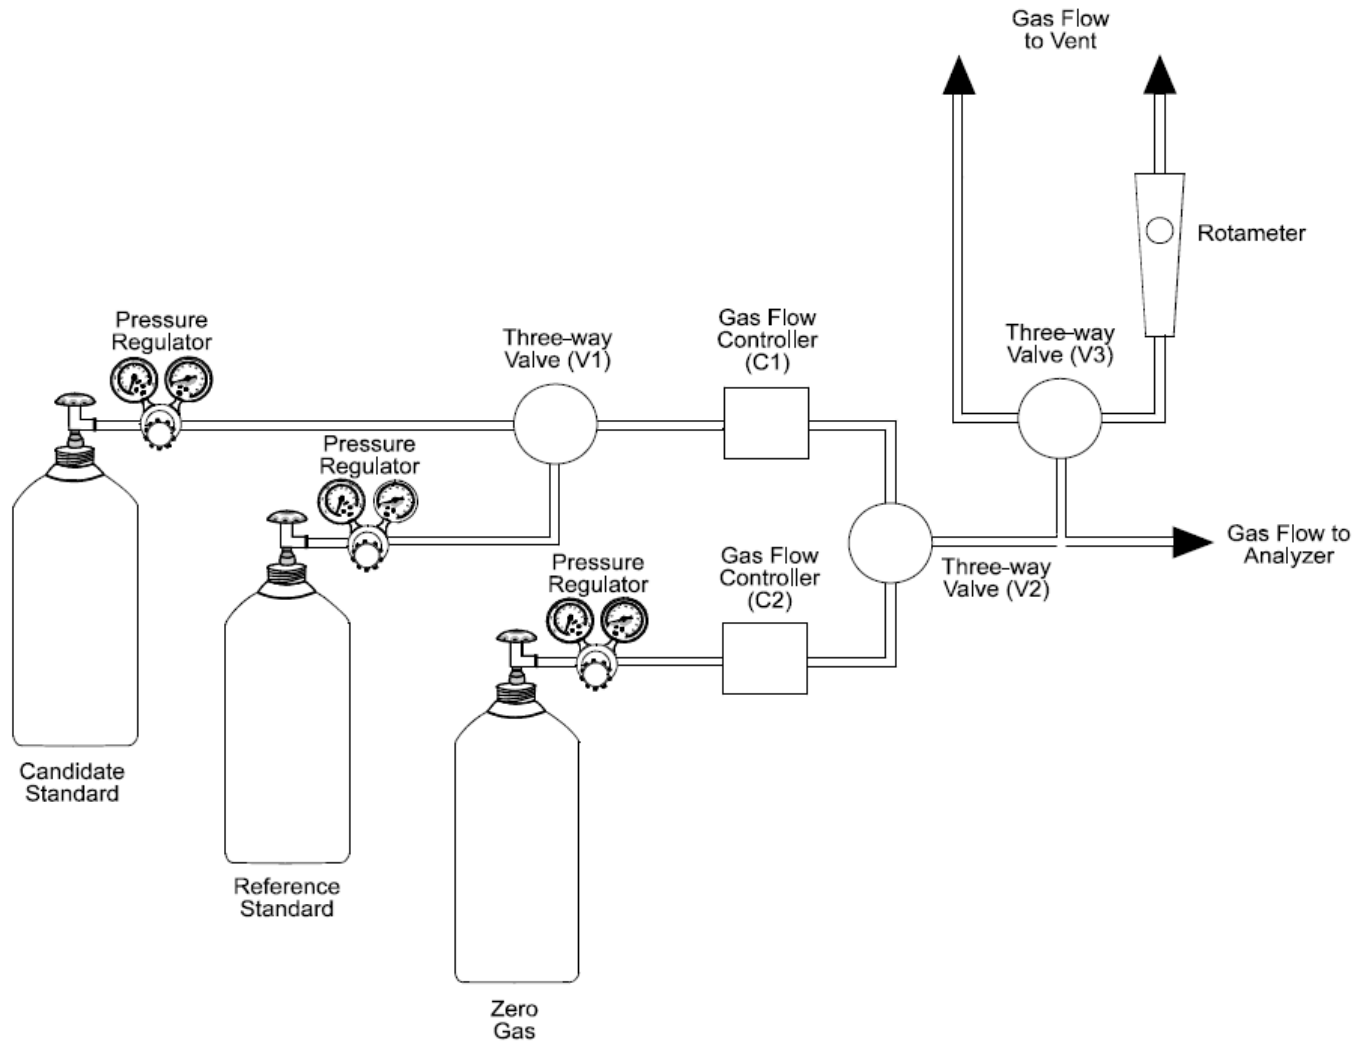 Gas Flow
to Vent
Rotameter
Pressure
Regulator
Three-way
Valve (V1)
Gas Flow
Controller
(C1)
Three-way
Valve (V3)
Pressure
Regulator
Pressure
Regulator
Gas Flow
Controller
(C2)
Three-way
Valve (V2)
Gas Flow to
Analyzer
Candidate
Standard
Reference
Standard
Zero
Gas